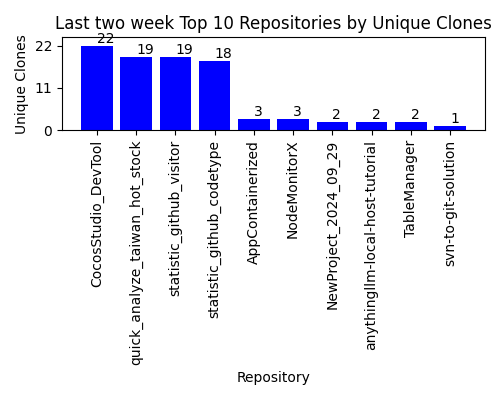 Last two week Top 10 Repositories by Unique Clones
Unique Clones
22
11
0
22
19
19
18
3
3
2
2
2
1
CocosStudio_DevTool
quick_analyze_taiwan_hot_stock
statistic_github_visitor
statistic_github_codetype
AppContainerized
NodeMonitorX
NewProject_2024_09_29
anythingllm-local-host-tutorial
TableManager
svn-to-git-solution
Repository